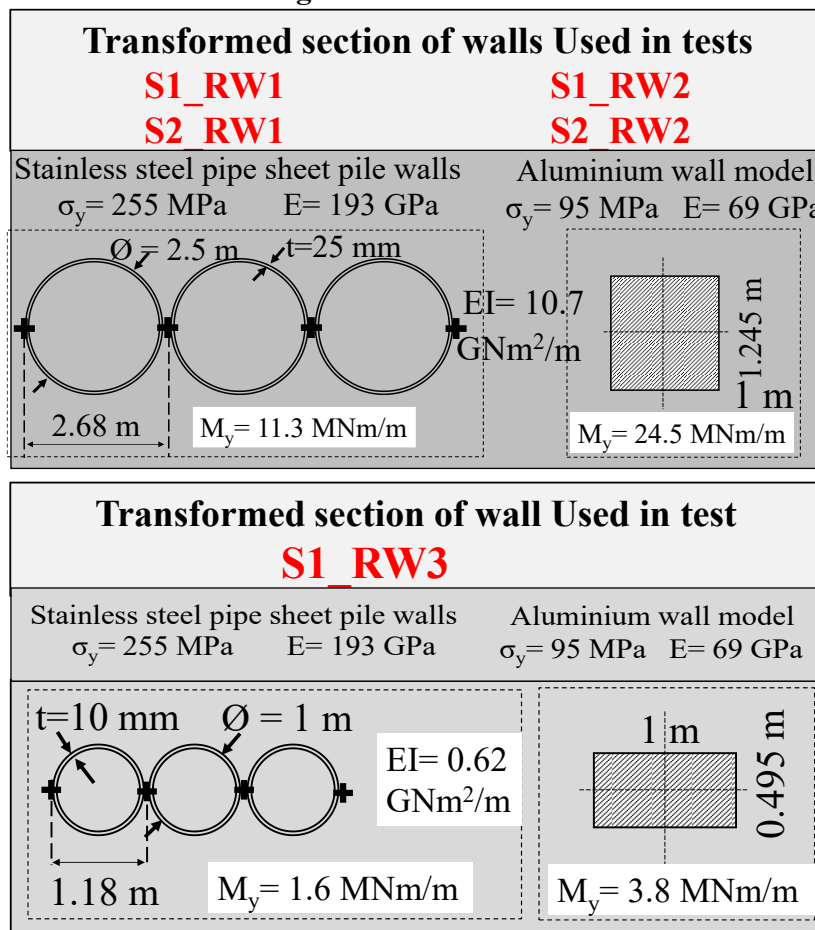 Transformed section of walls Used in tests
S1_RW1 S1_RW2
S2_RW1 S2_RW2
Stainless steel pipe sheet pile walls
σy= 255 MPa E= 193 GPa
Aluminium wall model
σy= 95 MPa E= 69 GPa
Ø = 2.5 m t=25 mm
EI= 10.7
GNm²/m
1.245 m
1 m
2.68 m
My= 11.3 MNm/m
My= 24.5 MNm/m
Transformed section of wall Used in test
S1_RW3
Stainless steel pipe sheet pile walls
σy= 255 MPa E= 193 GPa
Aluminium wall model
σy= 95 MPa E= 69 GPa
t=10 mm Ø = 1 m
EI= 0.62
GNm²/m
1 m
0.495 m
1.18 m
My= 1.6 MNm/m
My= 3.8 MNm/m